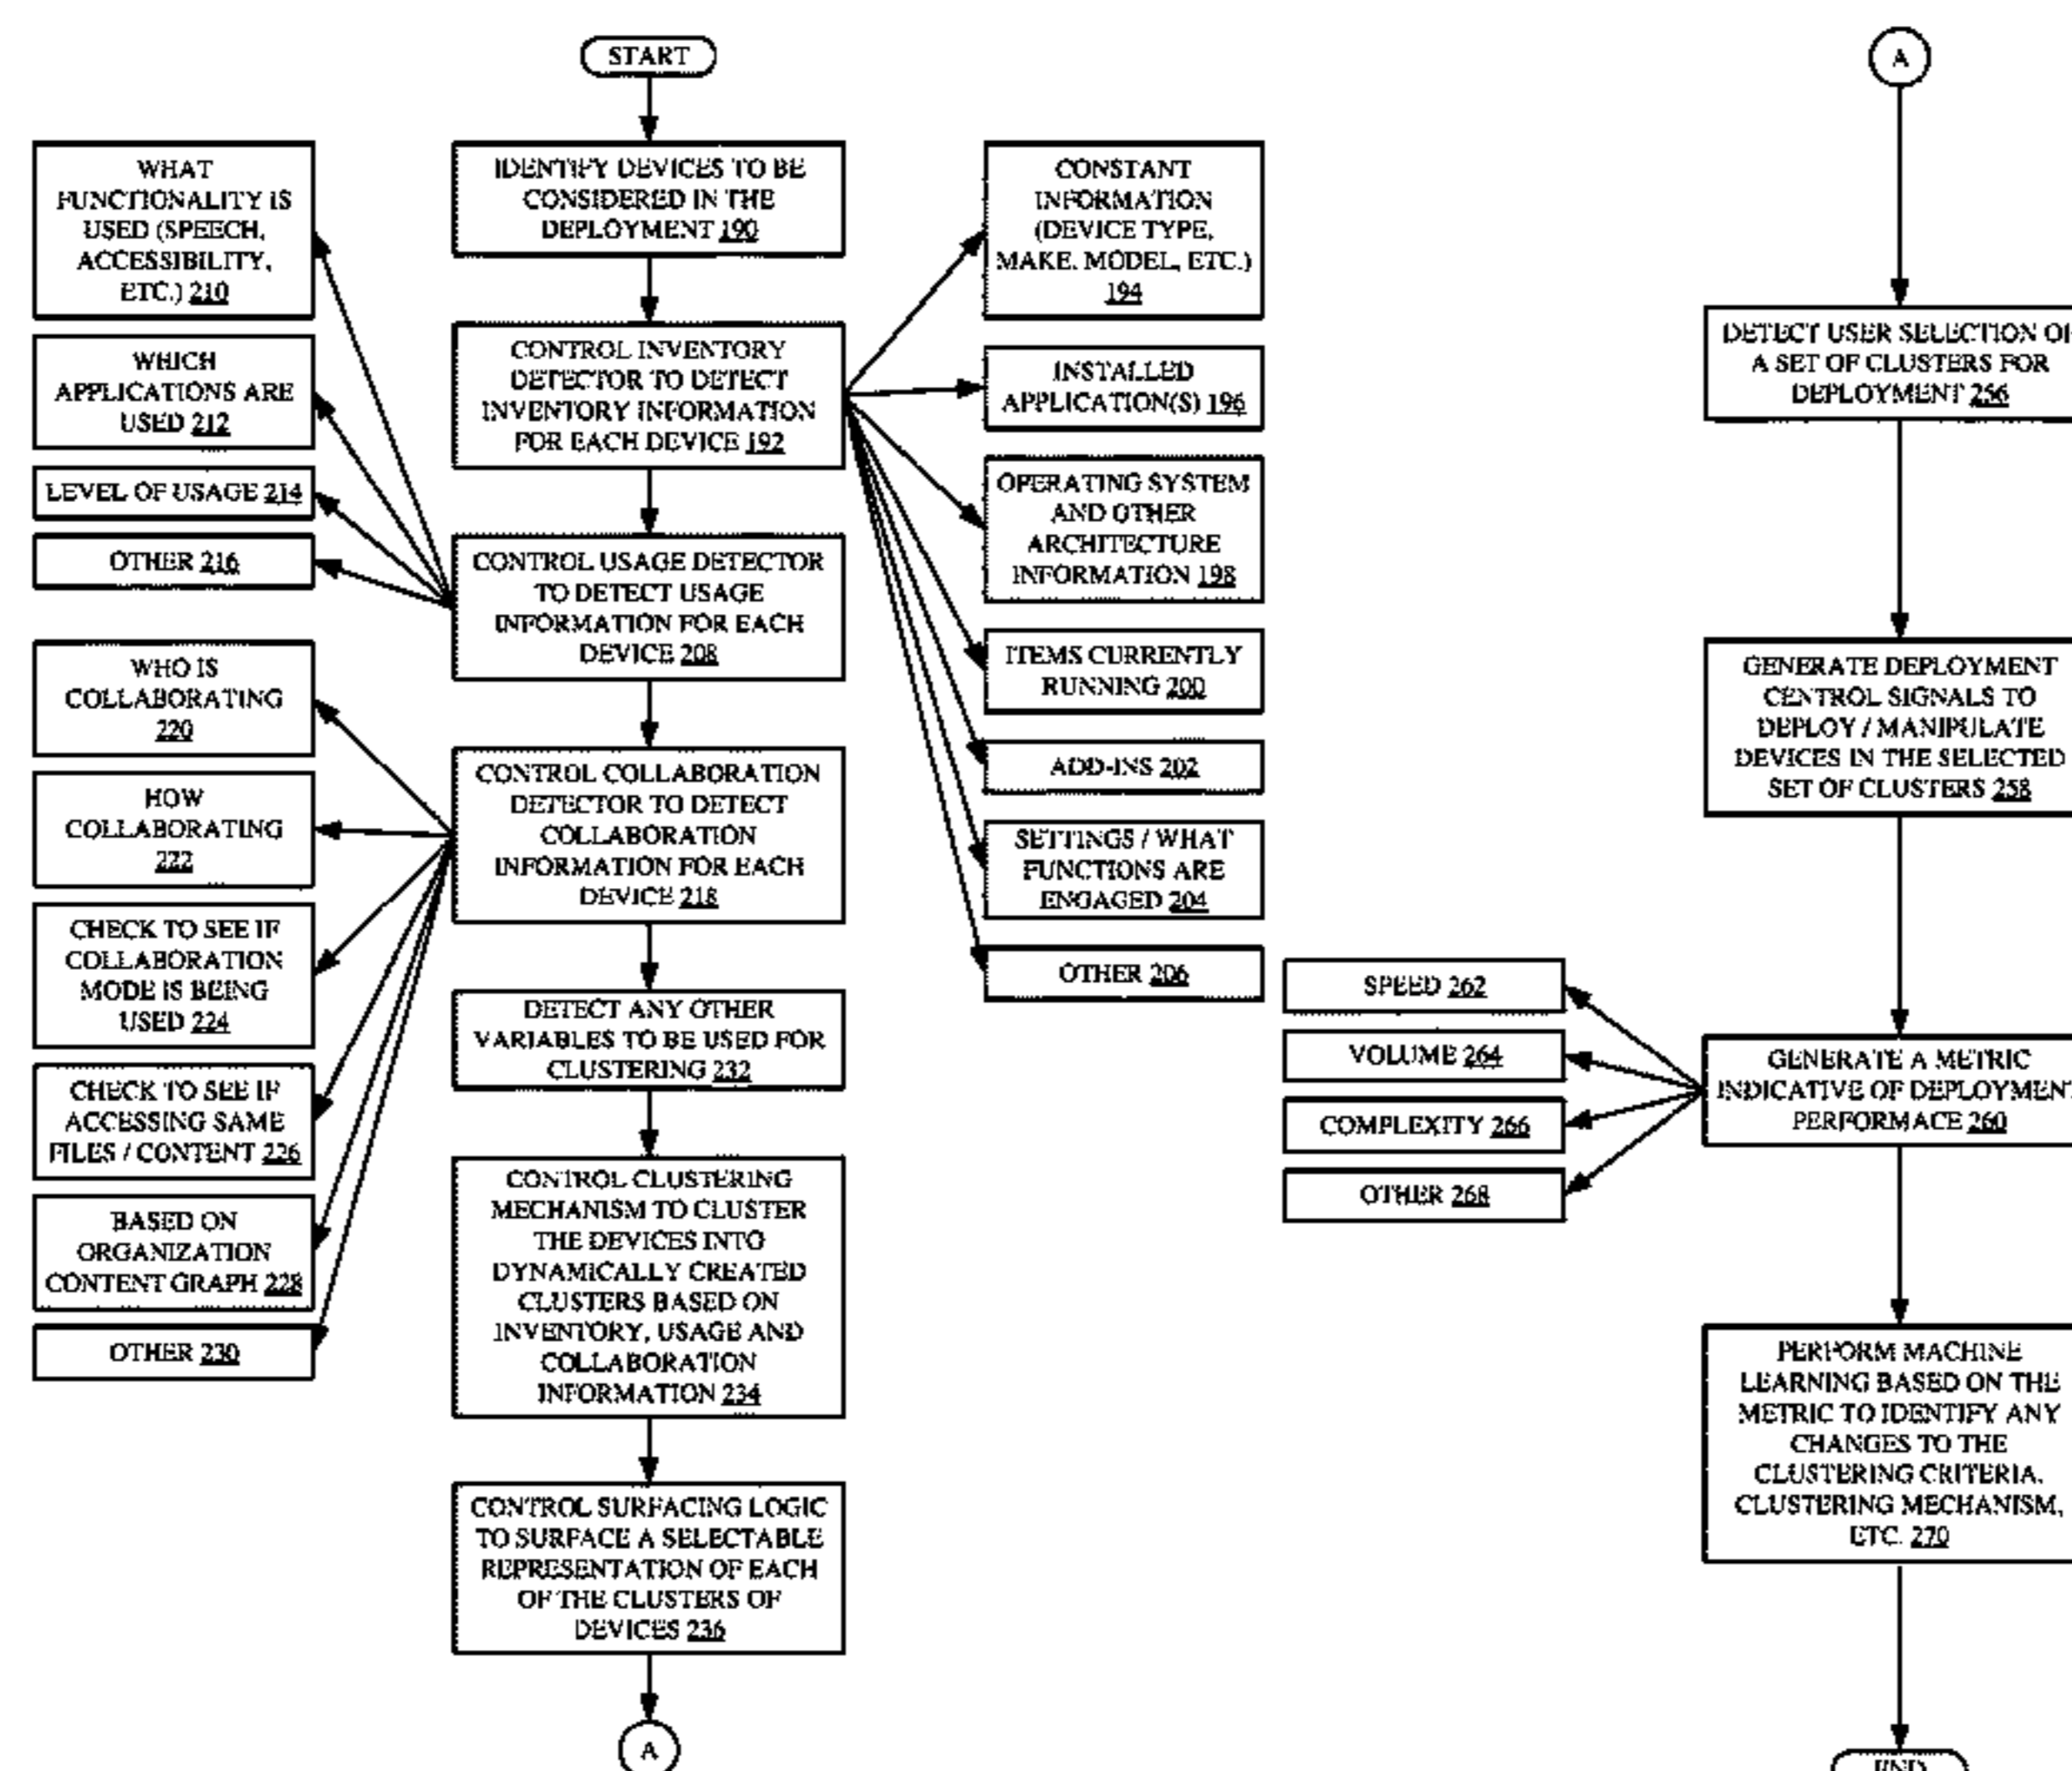 START
IDENTIFY DEVICES TO BE
CONSIDERED IN THE
DEPLOYMENT 190
CONTROL INVENTORY
DETECTOR TO DETECT
INVENTORY INFORMATION
FOR EACH DEVICE 192
CONSTANT
INFORMATION
(DEVICE TYPE,
MAKE, MODEL, ETC.)
194
INSTALLED
APPLICATION(S) 196
OPERATING SYSTEM
AND OTHER
ARCHITECTURE
INFORMATION 198
ITEMS CURRENTLY
RUNNING 200
ADD-INS 202
SETTINGS / WHAT
FUNCTIONS ARE
ENGAGED 204
OTHER 206
CONTROL USAGE DETECTOR
TO DETECT USAGE
INFORMATION FOR EACH
DEVICE 208
WHAT
FUNCTIONALITY IS
USED (SPEECH,
ACCESSIBILITY,
ETC.) 210
WHICH
APPLICATIONS ARE
USED 212
LEVEL OF USAGE 214
OTHER 216
CONTROL COLLABORATION
DETECTOR TO DETECT
COLLABORATION
INFORMATION FOR EACH
DEVICE 218
WHO IS
COLLABORATING
220
HOW
COLLABORATING
222
CHECK TO SEE IF
COLLABORATION
MODE IS BEING
USED 224
CHECK TO SEE IF
ACCESSING SAME
FILES / CONTENT 226
BASED ON
ORGANIZATION
CONTENT GRAPH 228
OTHER 230
DETECT ANY OTHER
VARIABLES TO BE USED FOR
CLUSTERING 232
CONTROL CLUSTERING
MECHANISM TO CLUSTER
THE DEVICES INTO
DYNAMICALLY CREATED
CLUSTERS BASED ON
INVENTORY, USAGE AND
COLLABORATION
INFORMATION 234
CONTROL SURFACING LOGIC
TO SURFACE A SELECTABLE
REPRESENTATION OF EACH
OF THE CLUSTERS OF
DEVICES 236
A
A
DETECT USER SELECTION OF
A SET OF CLUSTERS FOR
DEPLOYMENT 256
GENERATE DEPLOYMENT
CENTROL SIGNALS TO
DEPLOY / MANIPULATE
DEVICES IN THE SELECTED
SET OF CLUSTERS 258
GENERATE A METRIC
INDICATIVE OF DEPLOYMENT
PERFORMACE 260
SPEED 262
VOLUME 264
COMPLEXITY 266
OTHER 268
PERFORM MACHINE
LEARNING BASED ON THE
METRIC TO IDENTIFY ANY
CHANGES TO THE
CLUSTERING CRITERIA,
CLUSTERING MECHANISM,
ETC. 270
END